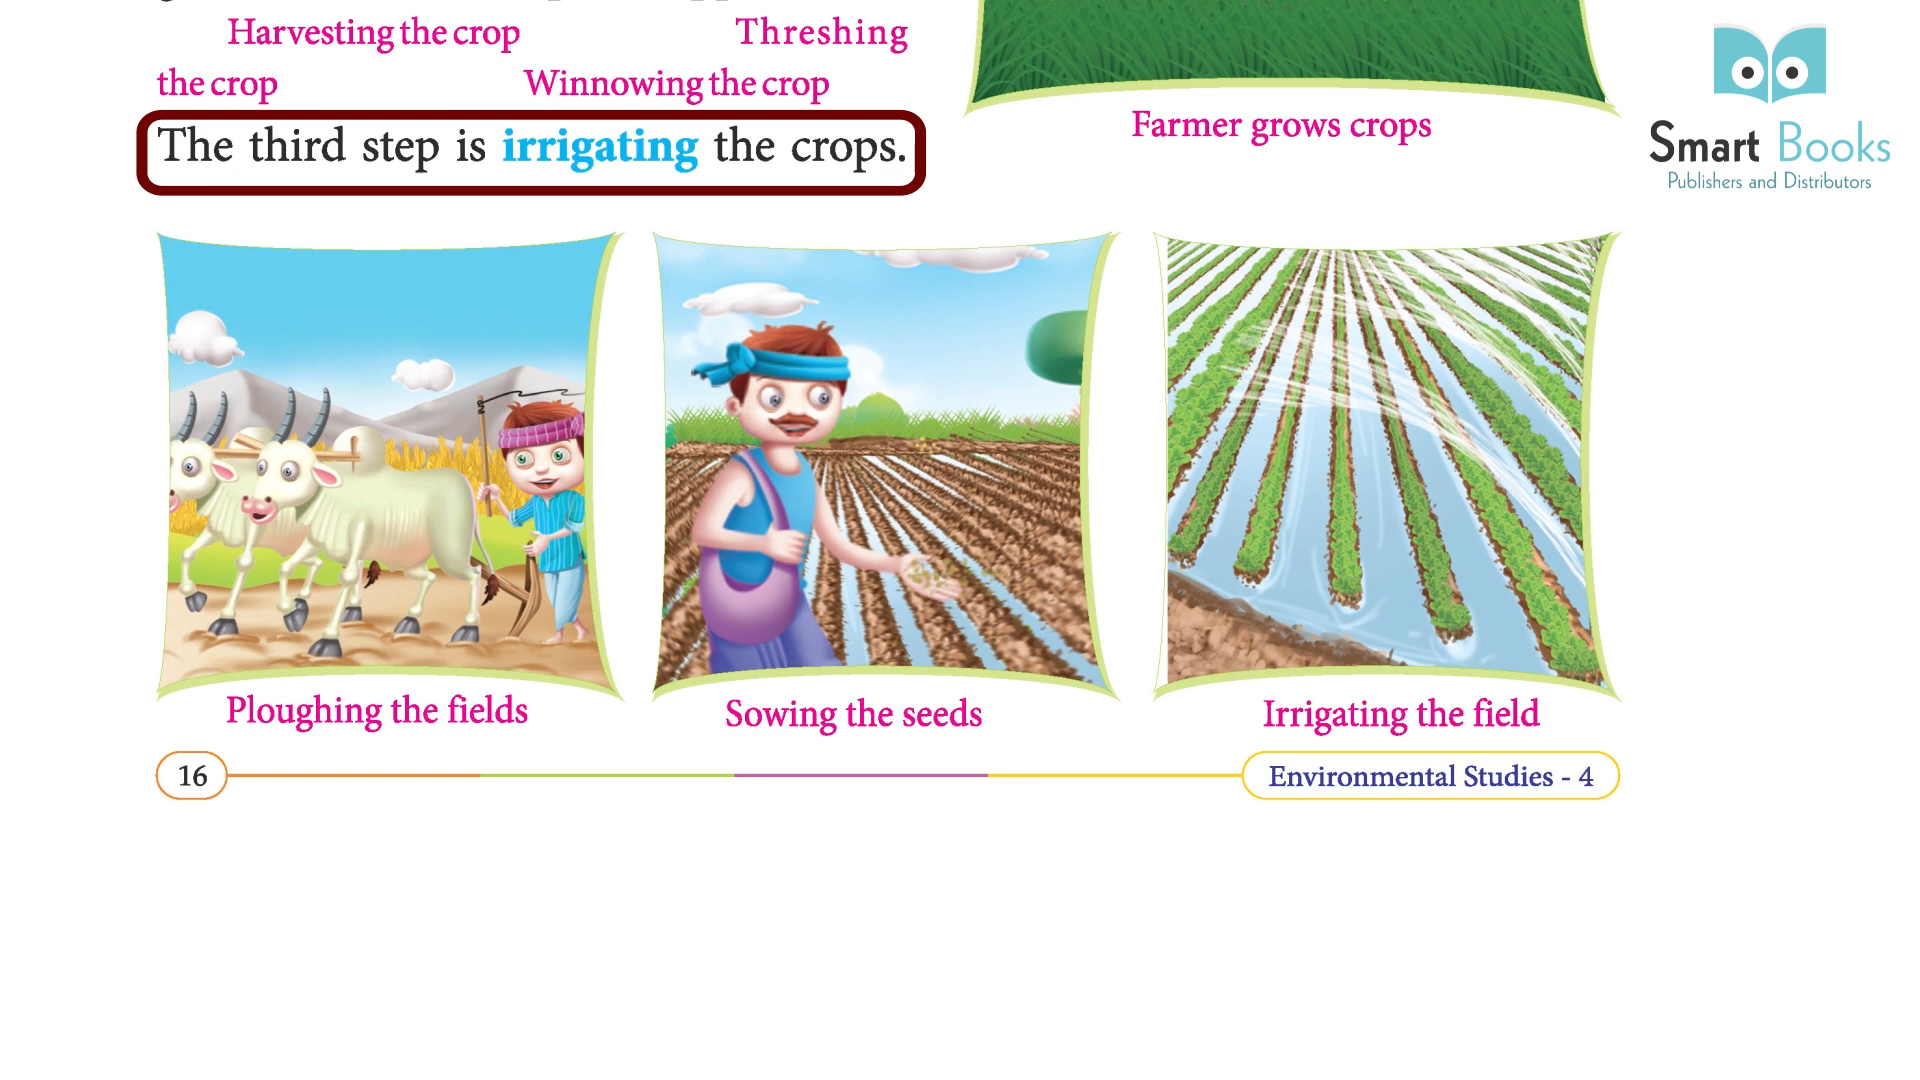 Harvesting the crop Threshing
the crop Winnowing the crop
The third step is irrigating the crops.
Farmer grows crops
Smart Books
Publishers and Distributors
Ploughing the fields
Sowing the seeds
Irrigating the field
16
Environmental Studies - 4